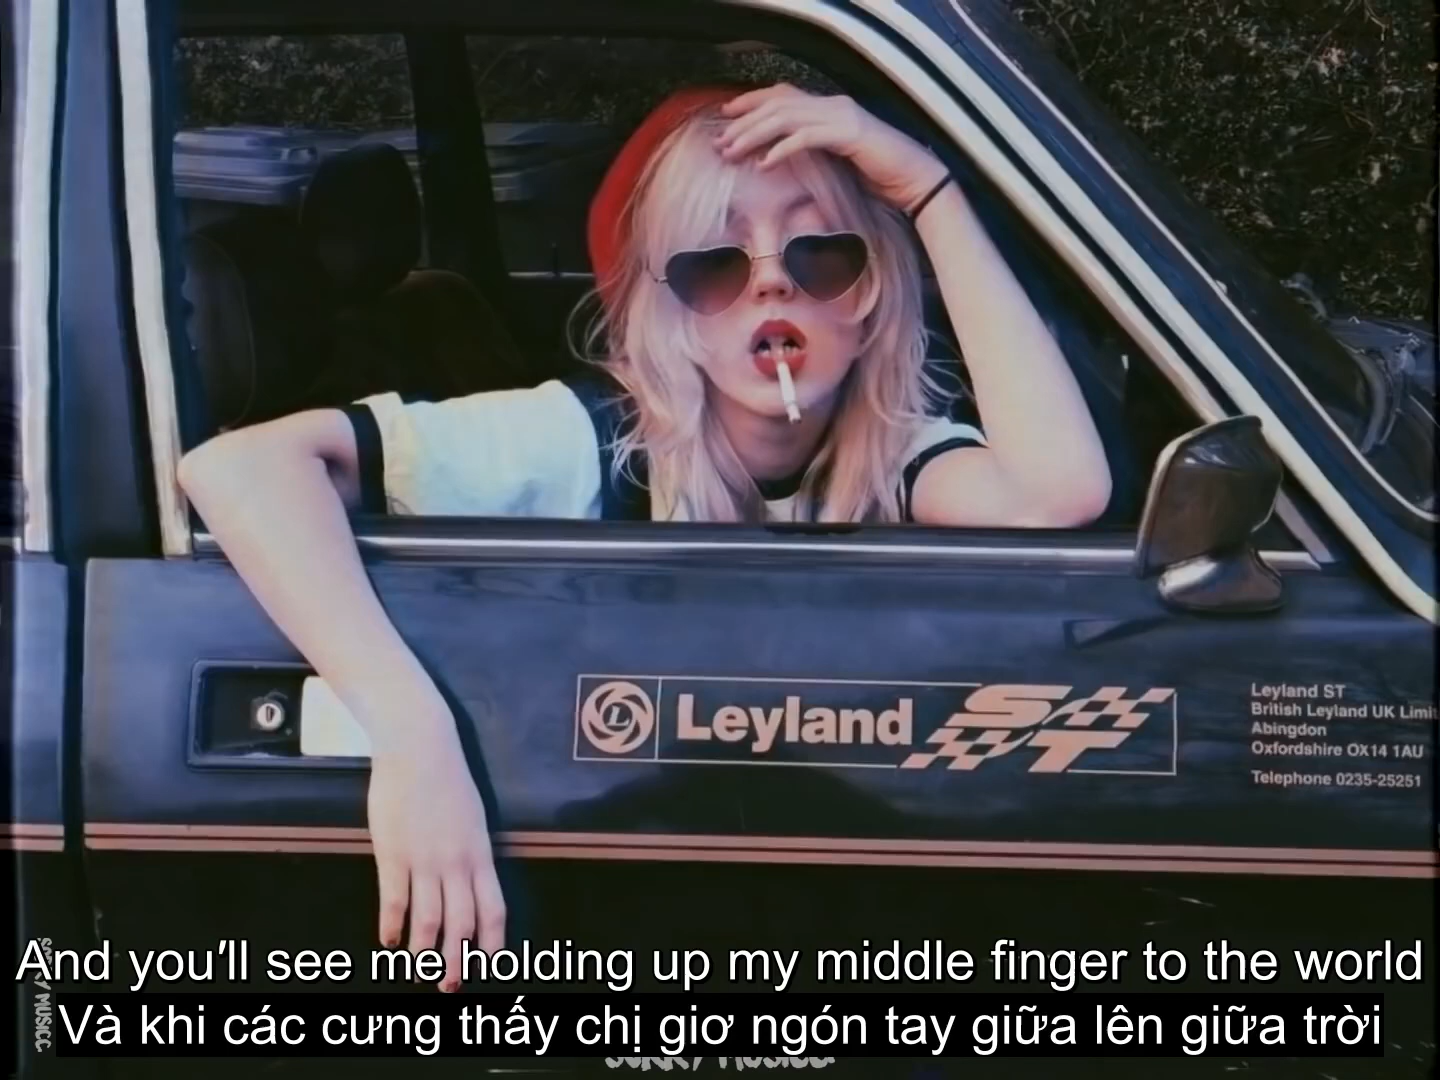 L
Leyland ST
Leyland ST
British Leyland UK Limit
Abingdon
Oxfordshire OX14 1AU
Telephone 0235-25251
And you'll see me holding up my middle finger to the world
Và khi các cưng thấy chị giơ ngón tay giữa lên giữa trời